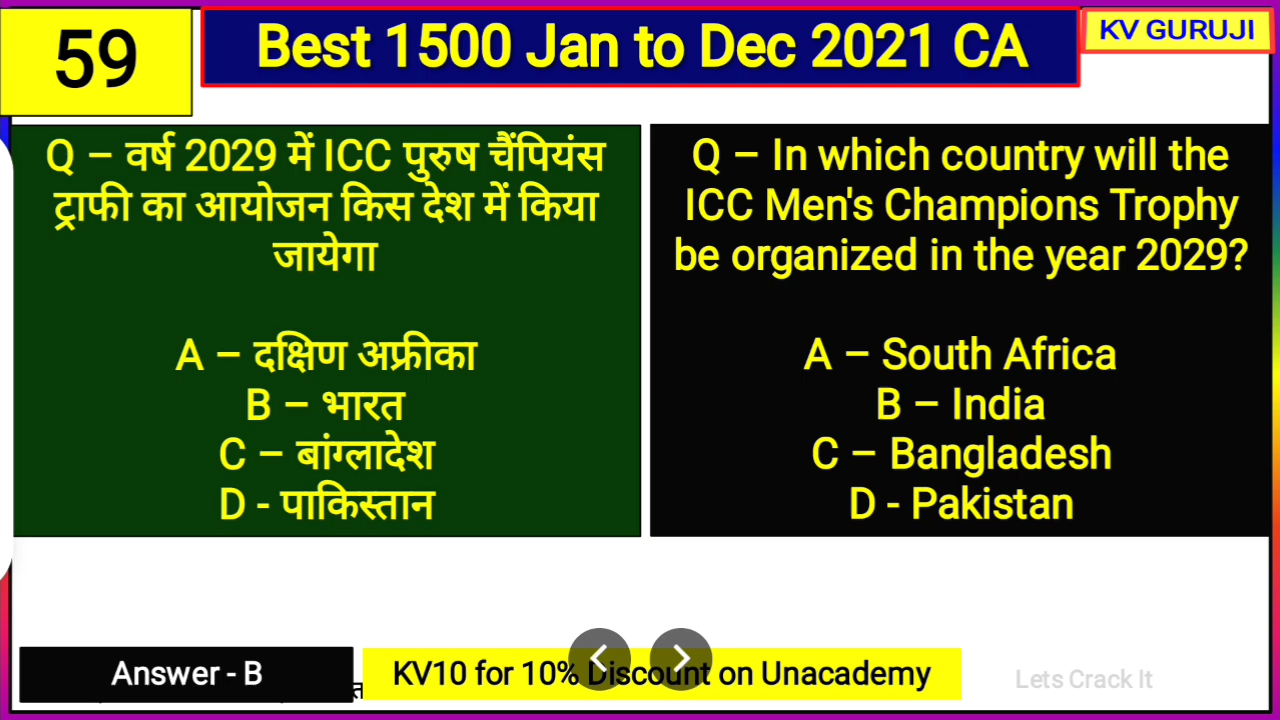 59
Best 1500 Jan to Dec 2021 CA
KV GURUJI
Q – वर्ष 2029 में ICC पुरुष चैंपियंस
ट्राफी का आयोजन किस देश में किया
जायेगा
A – दक्षिण अफ्रीका
B – भारत
C – बांग्लादेश
D - पाकिस्तान
Q – In which country will the
ICC Men's Champions Trophy
be organized in the year 2029?
A – South Africa
B – India
C – Bangladesh
D - Pakistan
Answer - B
KV10 for 10% Discount on Unacademy
Lets Crack It